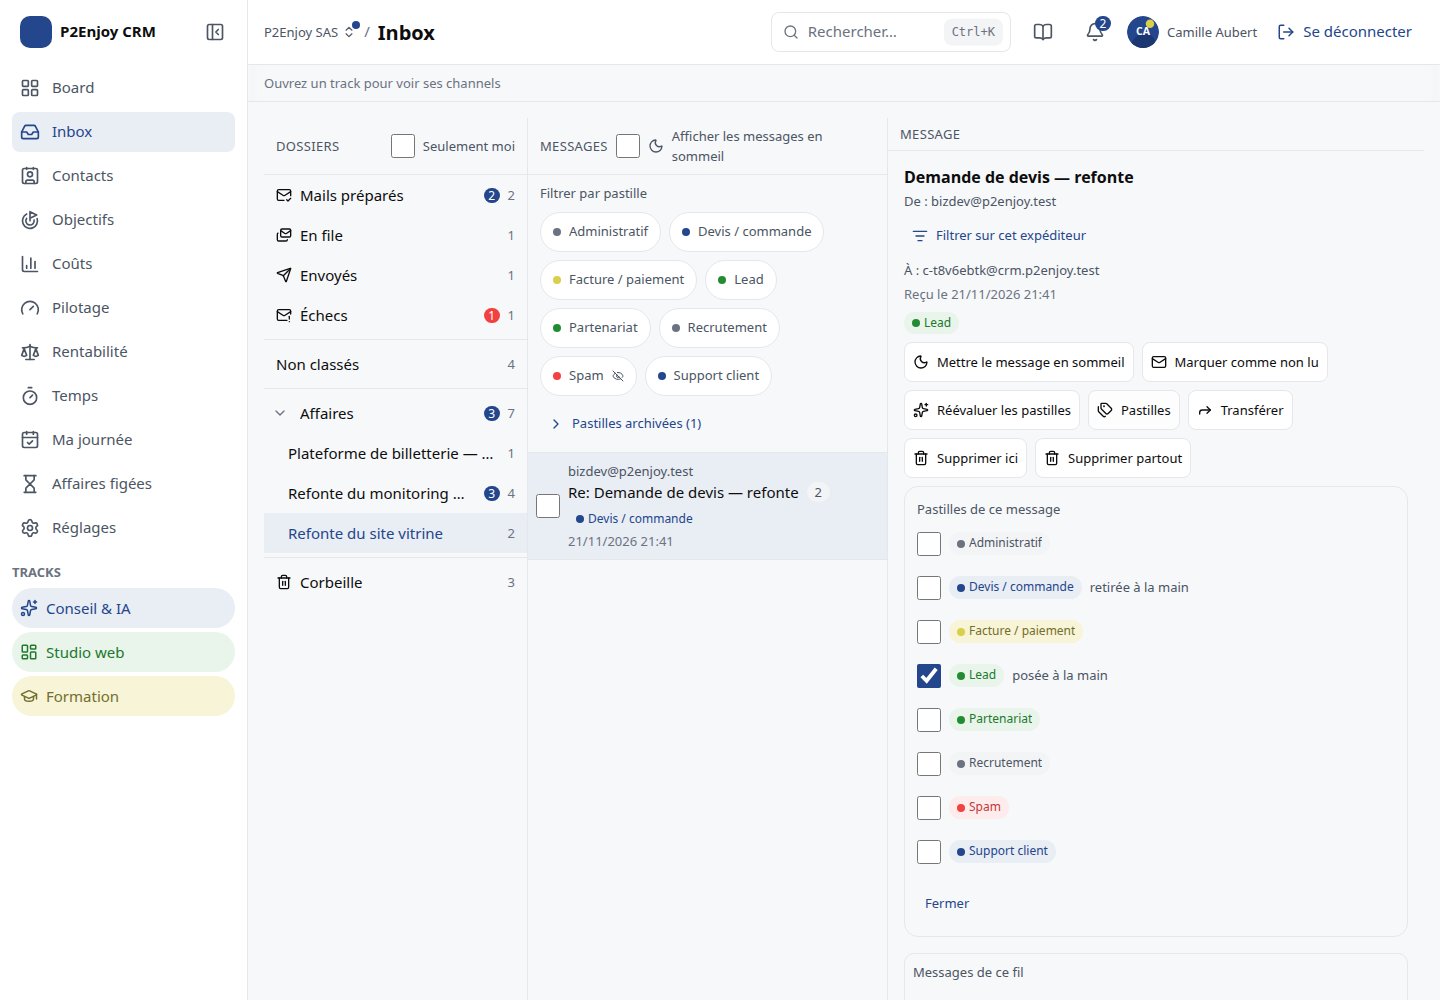 P2Enjoy CRM
Board
Inbox
Contacts
Objectifs
Coûts
Pilotage
Rentabilité
Temps
Ma journée
Affaires figées
Réglages
TRACKS
Conseil & IA
Studio web
Formation
P2Enjoy SAS / Inbox
Rechercher... Ctrl+K
2
CA
Camille Aubert
Se déconnecter
Ouvrez un track pour voir ses channels
DOSSIERS
Seulement moi
Mails préparés 2 2
En file 1
Envoyés 1
Échecs 1 1
Non classés 4
Affaires 3 7
Plateforme de billetterie — ... 1
Refonte du monitoring ... 3 4
Refonte du site vitrine 2
Corbeille 3
MESSAGES
Afficher les messages en
sommeil
Filtrer par pastille
Administratif
Devis / commande
Facture / paiement
Lead
Partenariat
Recrutement
Spam
Support client
Pastilles archivées (1)
bizdev@p2enjoy.test
Re: Demande de devis — refonte 2
Devis / commande
21/11/2026 21:41
MESSAGE
Demande de devis — refonte
De : bizdev@p2enjoy.test
Filtrer sur cet expéditeur
À : c-t8v6ebtk@crm.p2enjoy.test
Reçu le 21/11/2026 21:41
Lead
Mettre le message en sommeil
Marquer comme non lu
Réévaluer les pastilles
Pastilles
Transférer
Supprimer ici
Supprimer partout
Pastilles de ce message
Administratif
Devis / commande retirée à la main
Facture / paiement
Lead posée à la main
Partenariat
Recrutement
Spam
Support client
Fermer
Messages de ce fil